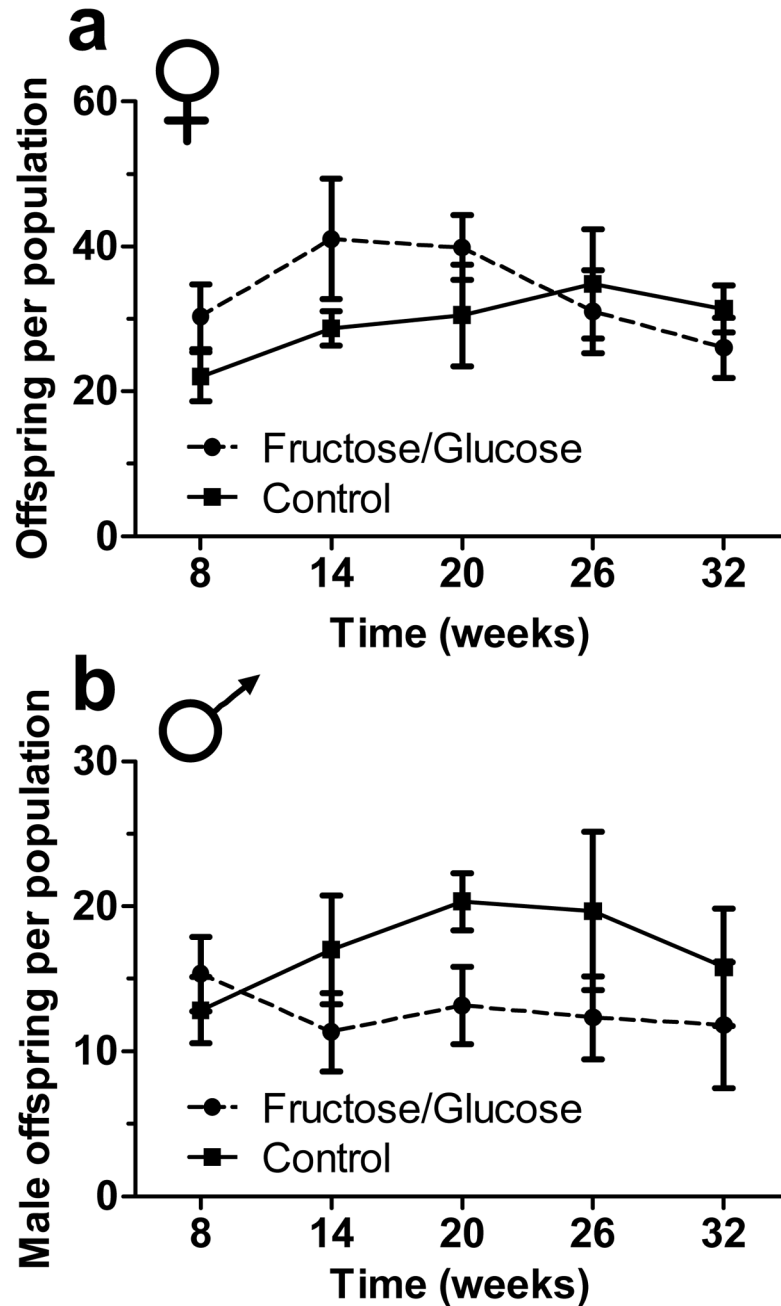 a
Offspring per population
60
40
20
0
Fructose/Glucose
Control
8 14 20 26 32
Time (weeks)
b
Male offspring per population
30
20
10
0
Fructose/Glucose
Control
8 14 20 26 32
Time (weeks)